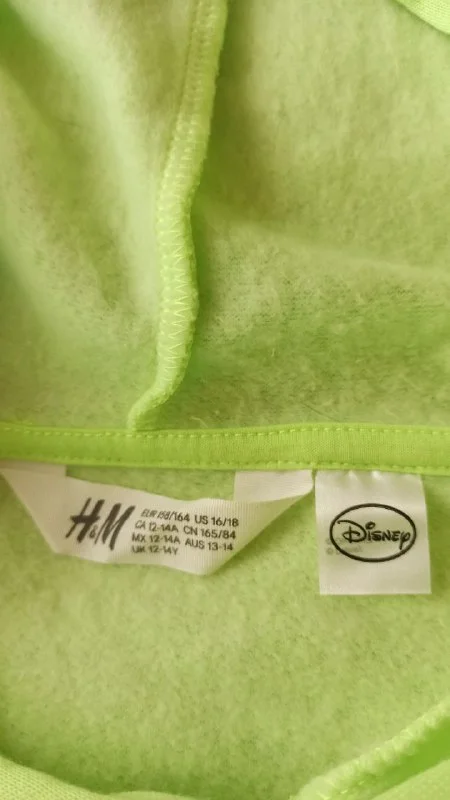 H&M
EUR 158/164 US 16/18
CA 12-14A CN 165/84
MX 12-14A AUS 13-14
UM 12-14Y
Disney